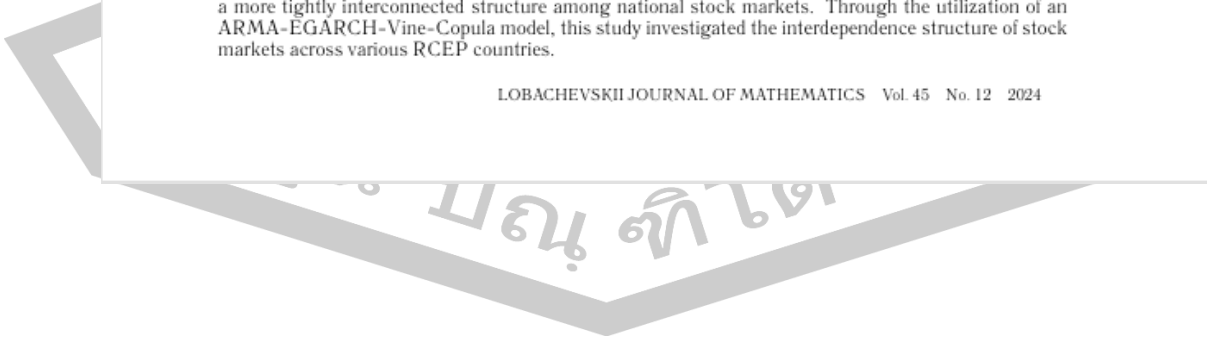 a more tightly interconnected structure among national stock markets. Through the utilization of an
ARMA-EGARCH-Vine-Copula model, this study investigated the interdependence structure of stock
markets across various RCEP countries.
LOBACHEVSKII JOURNAL OF MATHEMATICS Vol. 45 No. 12 2024